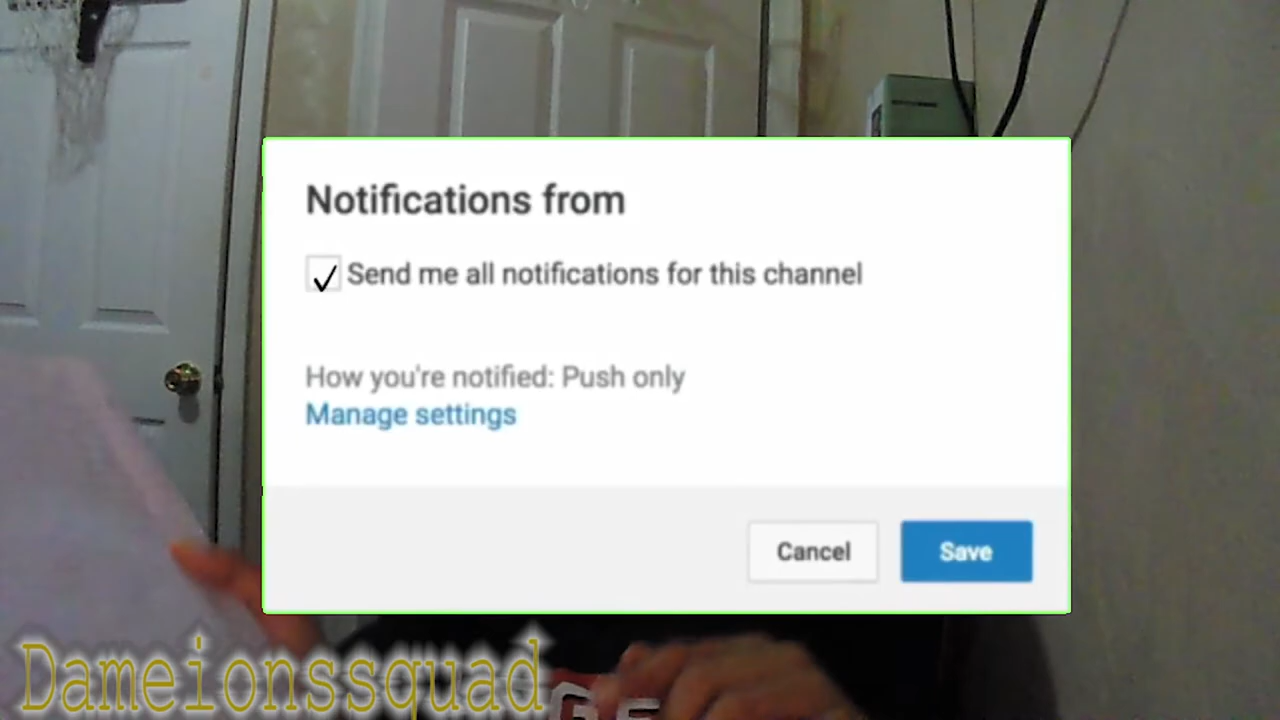 Notifications from
Send me all notifications for this channel
How you're notified: Push only
Manage settings
Cancel
Save
Dameionssquad